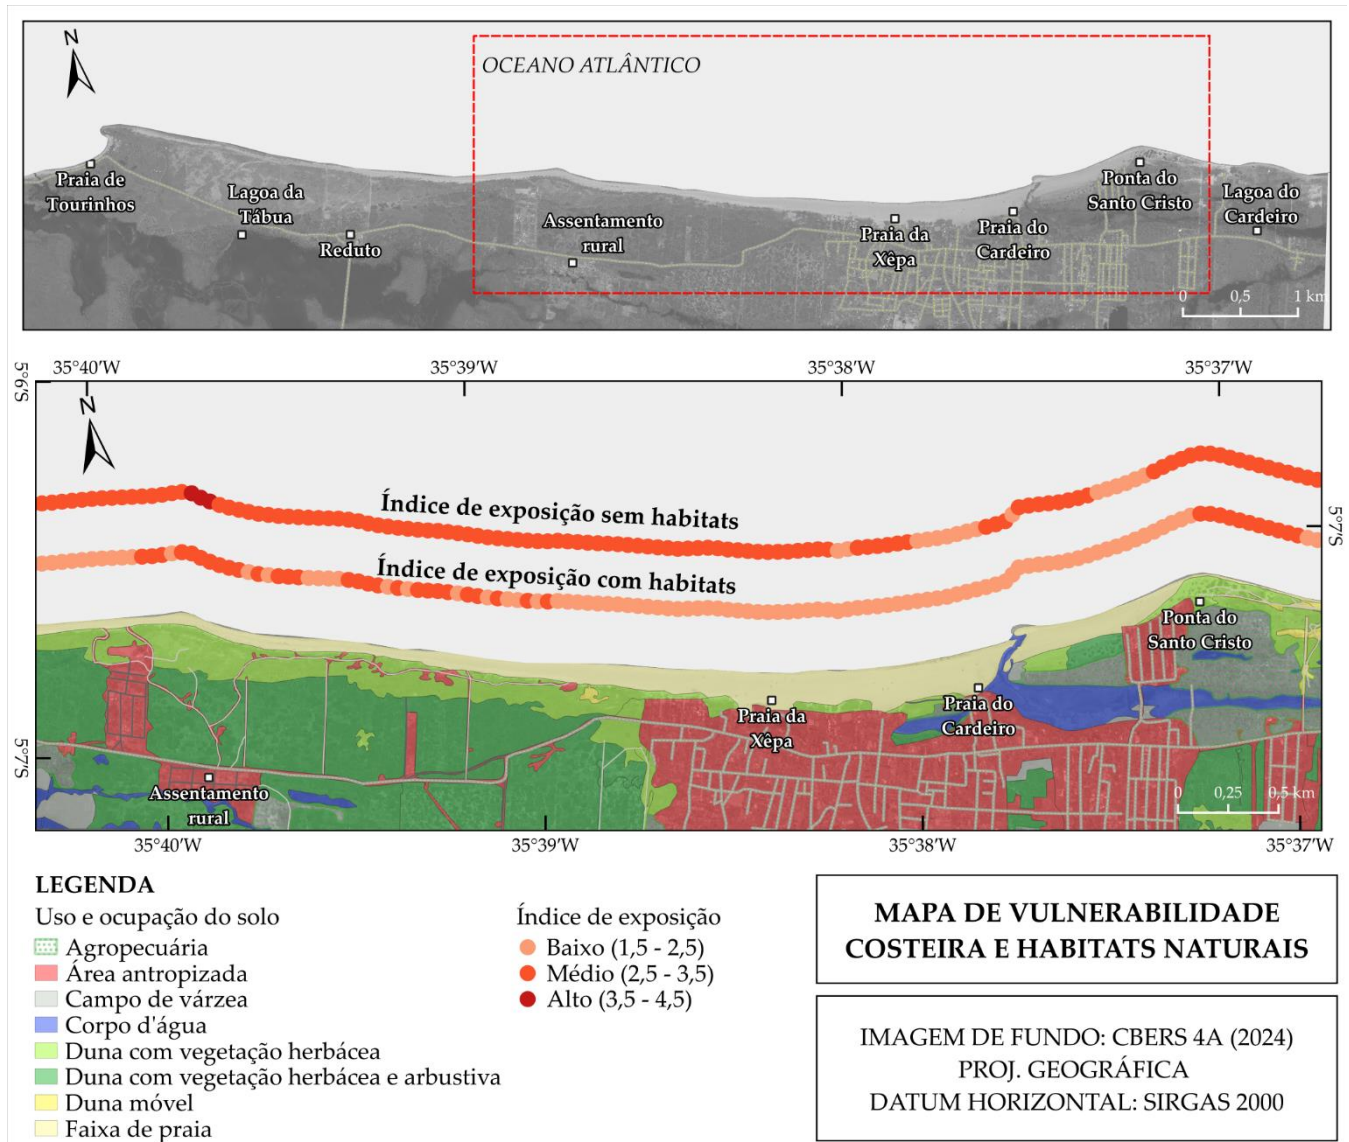 N
OCEANO ATLÂNTICO
Praia de
Tourinhos
Lagoa da
Tábua
Reduto
Assentamento
rural
Praia da
Xêpa
Praia do
Cardeiro
Ponta do
Santo Cristo
Lagoa do
Cardeiro
0 0,5 1 km
35°40'W 35°39'W 35°38'W 35°37'W
5°6'S
N
Índice de exposição sem habitats
5°7'S
Índice de exposição com habitats
Ponta do
Santo Cristo
Praia da
Xêpa
Praia do
Cardeiro
5°7'S
Assentamento
rural
0 0,25 0,5 km
35°40'W 35°39'W 35°38'W 35°37'W
LEGENDA
Uso e ocupação do solo
Agropecuária
Área antropizada
Campo de várzea
Corpo d'água
Duna com vegetação herbácea
Duna com vegetação herbácea e arbustiva
Duna móvel
Faixa de praia
Índice de exposição
Baixo (1,5 - 2,5)
Médio (2,5 - 3,5)
Alto (3,5 - 4,5)
MAPA DE VULNERABILIDADE
COSTEIRA E HABITATS NATURAIS
IMAGEM DE FUNDO: CBERS 4A (2024)
PROJ. GEOGRÁFICA
DATUM HORIZONTAL: SIRGAS 2000